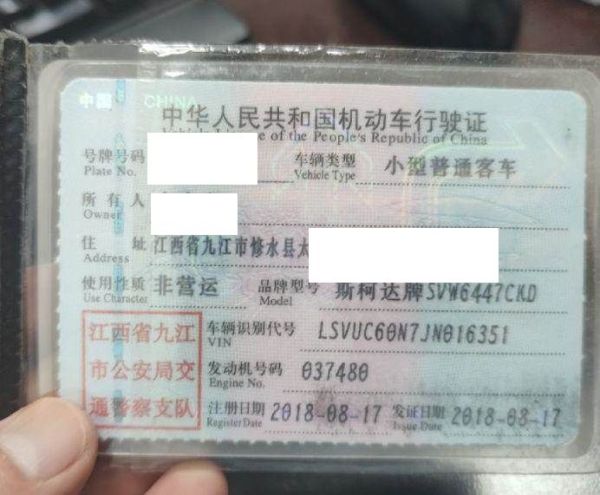 中国 CHINA
中华人民共和国机动车行驶证
of the People's Republic of China
号牌号码 车辆类型 小型普通客车
Plate No. Vehicle Type
所有人
Owner
住址 江西省九江市修水县太
Address
使用性质 非营运 品牌型号 斯柯达牌SVW6447CKD
Use Character Model
江西省九江
市公安局交
通警察支队
车辆识别代号 LSVUC60N7JN016351
VIN
发动机号码 037480
Engine No.
注册日期 2018-08-17 发证日期 2018-08-17
Register Date Issue Date